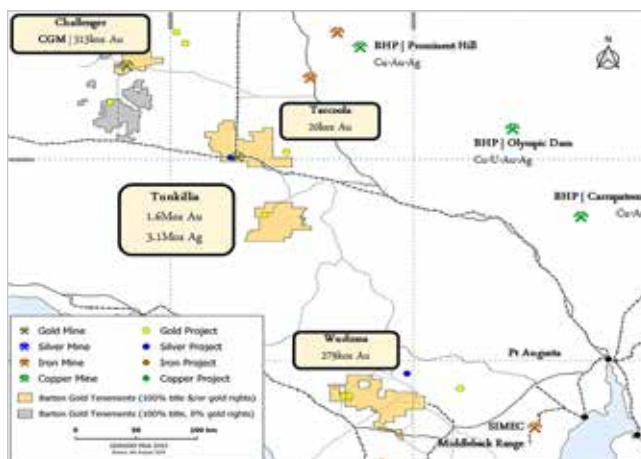 Challenger
CGM | 313koz Au
BHP | Prominent Hill
Cu-Au-Ag
Tarcoola
20koz Au
BHP | Olympic Dam
Cu-U-Au-Ag
Tunkillia
1.6Moz Au
3.1Moz Ag
BHP | Carrapateena
Wudinna
279koz Au
Pt Augusta
SIMEC
Middleback Range
Gold Mine
Gold Project
Silver Mine
Silver Project
Iron Mine
Iron Project
Copper Mine
Copper Project
Barton Gold Tenements (100% title &/or gold rights)
Barton Gold Tenements (100% title, 0% gold rights)
0 50 100 km